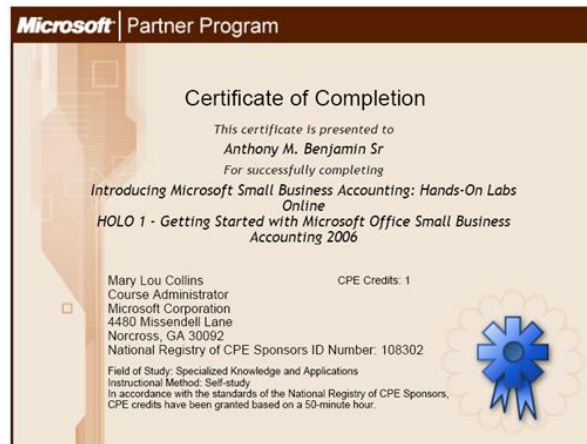 Microsoft Partner Program
Certificate of Completion
This certificate is presented to
Anthony M. Benjamin Sr
For successfully completing
Introducing Microsoft Small Business Accounting: Hands-On Labs
Online
HOLO 1 - Getting Started with Microsoft Office Small Business
Accounting 2006
Mary Lou Collins CPE Credits: 1
Course Administrator
Microsoft Corporation
4480 Missendell Lane
Norcross, GA 30092
National Registry of CPE Sponsors ID Number: 108302
Field of Study: Specialized Knowledge and Applications
Instructional Method: Self-study
In accordance with the standards of the National Registry of CPE Sponsors,
CPE credits have been granted based on a 50-minute hour.